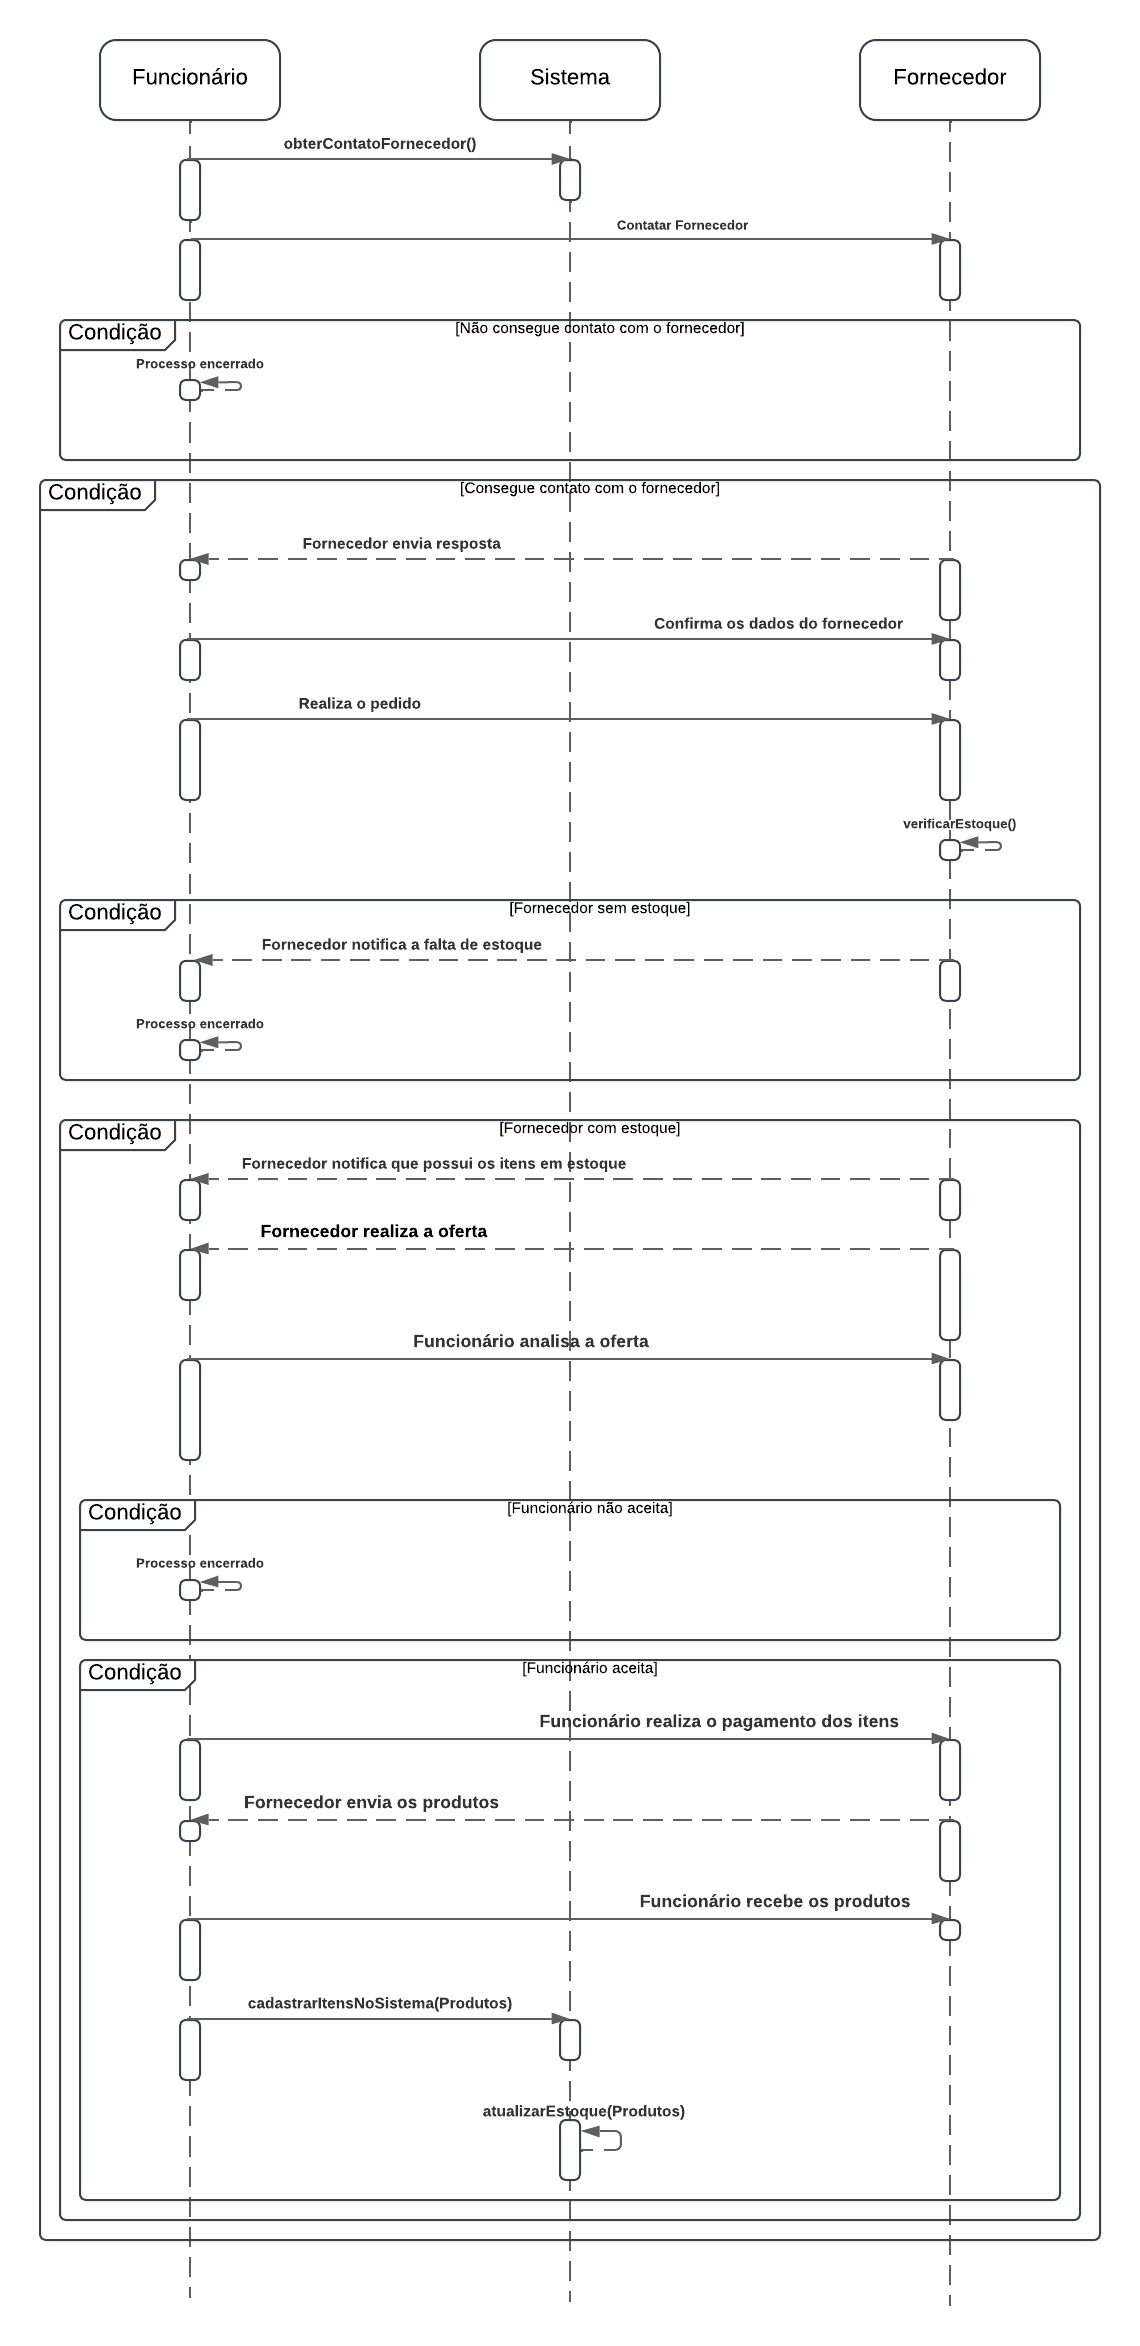 Funcionário
Sistema
Fornecedor
obterContatoFornecedor()
Contatar Fornecedor
Condição
[Não consegue contato com o fornecedor]
Processo encerrado
Condição
[Consegue contato com o fornecedor]
Fornecedor envia resposta
Confirma os dados do fornecedor
Realiza o pedido
verificarEstoque()
Condição
[Fornecedor sem estoque]
Fornecedor notifica a falta de estoque
Processo encerrado
Condição
[Fornecedor com estoque]
Fornecedor notifica que possui os itens em estoque
Fornecedor realiza a oferta
Funcionário analisa a oferta
Condição
[Funcionário não aceita]
Processo encerrado
Condição
[Funcionário aceita]
Funcionário realiza o pagamento dos itens
Fornecedor envia os produtos
Funcionário recebe os produtos
cadastrarItensNoSistema(Produtos)
atualizarEstoque(Produtos)